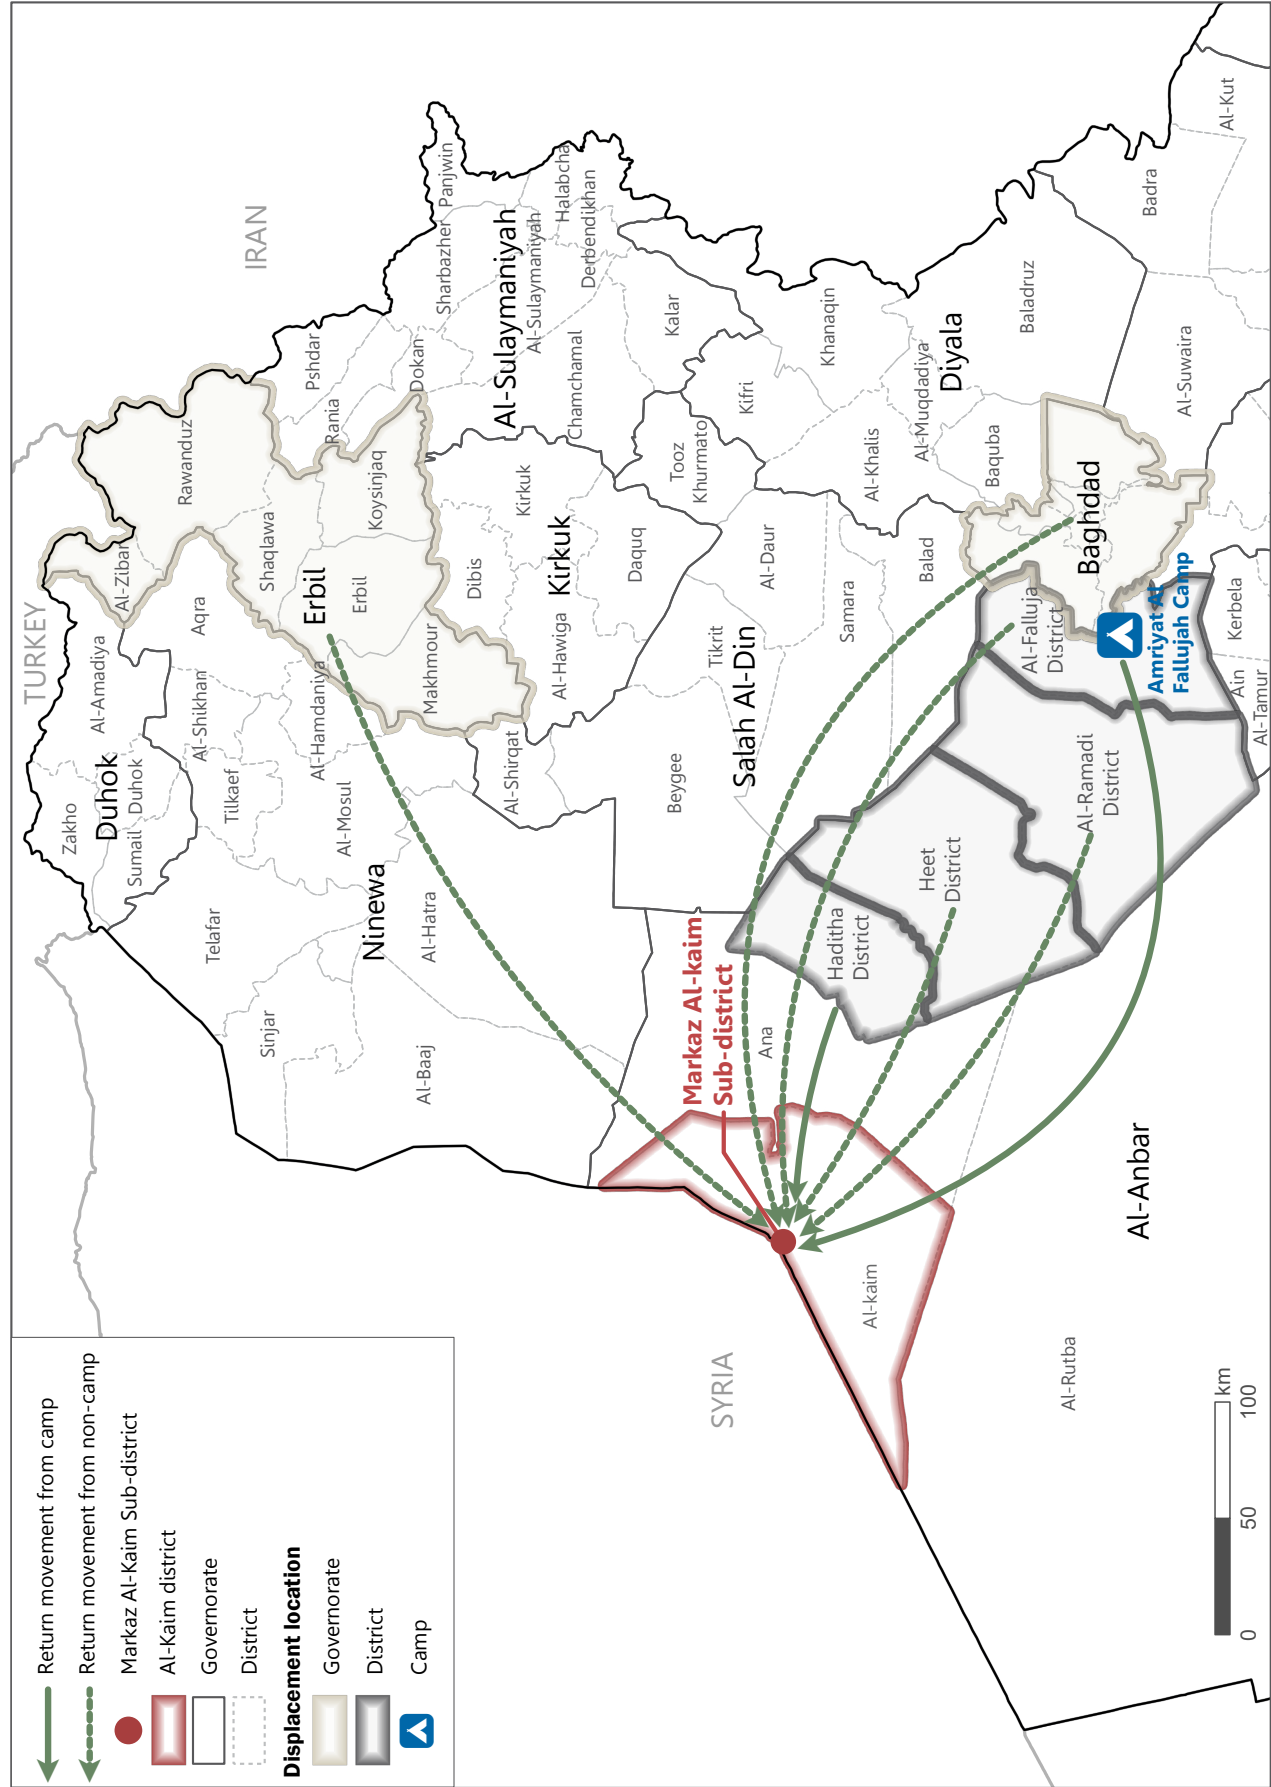 Return movement from camp
Return movement from non-camp
Markaz Al-Kaim Sub-district
Al-Kaim district
Governorate
District
Displacement location
Governorate
District
Camp
TURKEY
IRAN
SYRIA
Duhok
Zakho
Sumail
Duhok
Al-Amadiya
Al-Zibar
Rawanduz
Aqra
Al-Shikhan
Tilkaef
Telafar
Sinjar
Al-Hamdaniya
Al-Mosul
Ninewa
Al-Hatra
Al-Baaj
Shaqlawa
Erbil
Erbil
Koysinjaq
Makhmour
Pshdar
Rania
Dokan
Sharbazher
Panjwin
Al-Sulaymaniyah
Al-Sulaymaniyah
Halabcha
Derbendikhan
Chamchamal
Kalar
Kirkuk
Kirkuk
Dibis
Daquq
Al-Hawiga
Al-Shirqat
Beygee
Tikrit
Salah Al-Din
Al-Daur
Samara
Balad
Tooz
Khurmato
Kifri
Khanaqin
Al-Khalis
Al-Muqdadiya
Diyala
Baquba
Baladruz
Badra
Al-Kut
Al-Suwaira
Baghdad
Al-Falluja
District
Amriyat Al
Fallujah Camp
Kerbela
Ain
Al-Tamur
Al-Ramadi
District
Heet
District
Haditha
District
Ana
Markaz Al-kaim
Sub-district
Al-kaim
Al-Anbar
Al-Rutba
0 50 100
km